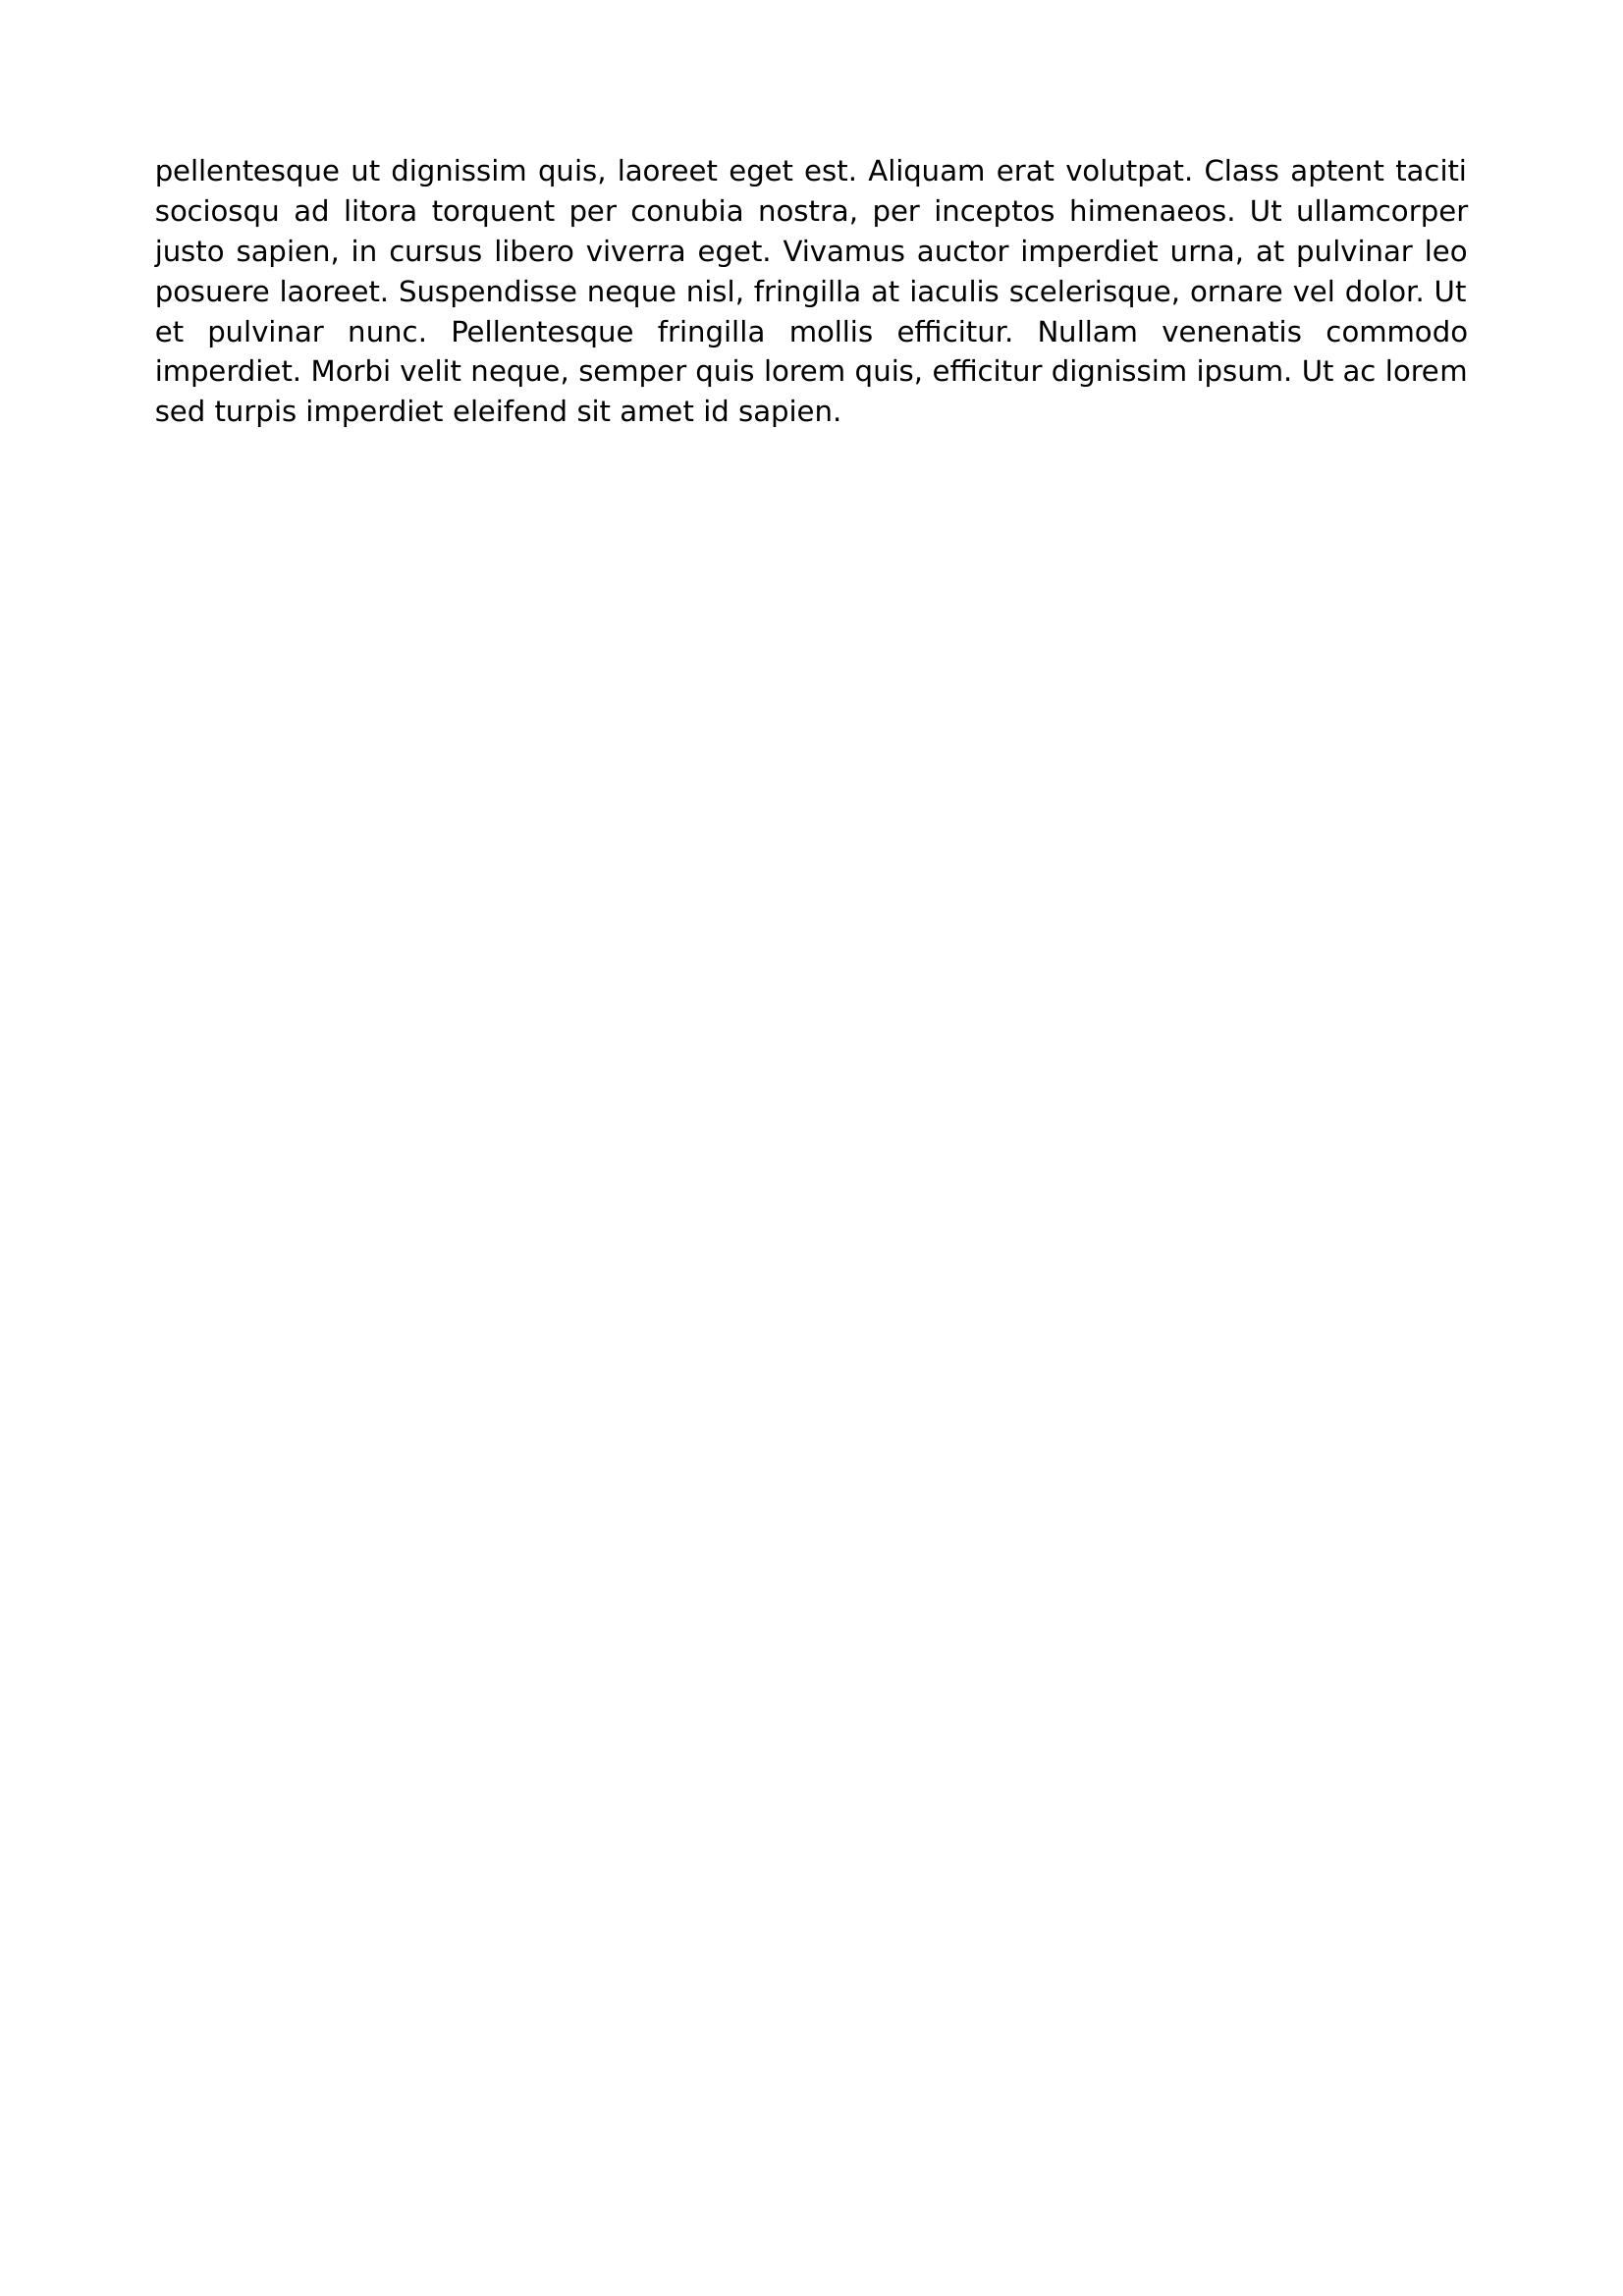 pellentesque ut dignissim quis, laoreet eget est. Aliquam erat volutpat. Class aptent taciti
sociosqu ad litora torquent per conubia nostra, per inceptos himenaeos. Ut ullamcorper
justo sapien, in cursus libero viverra eget. Vivamus auctor imperdiet urna, at pulvinar leo
posuere laoreet. Suspendisse neque nisl, fringilla at iaculis scelerisque, ornare vel dolor. Ut
et pulvinar nunc. Pellentesque fringilla mollis efficitur. Nullam venenatis commodo
imperdiet. Morbi velit neque, semper quis lorem quis, efficitur dignissim ipsum. Ut ac lorem
sed turpis imperdiet eleifend sit amet id sapien.